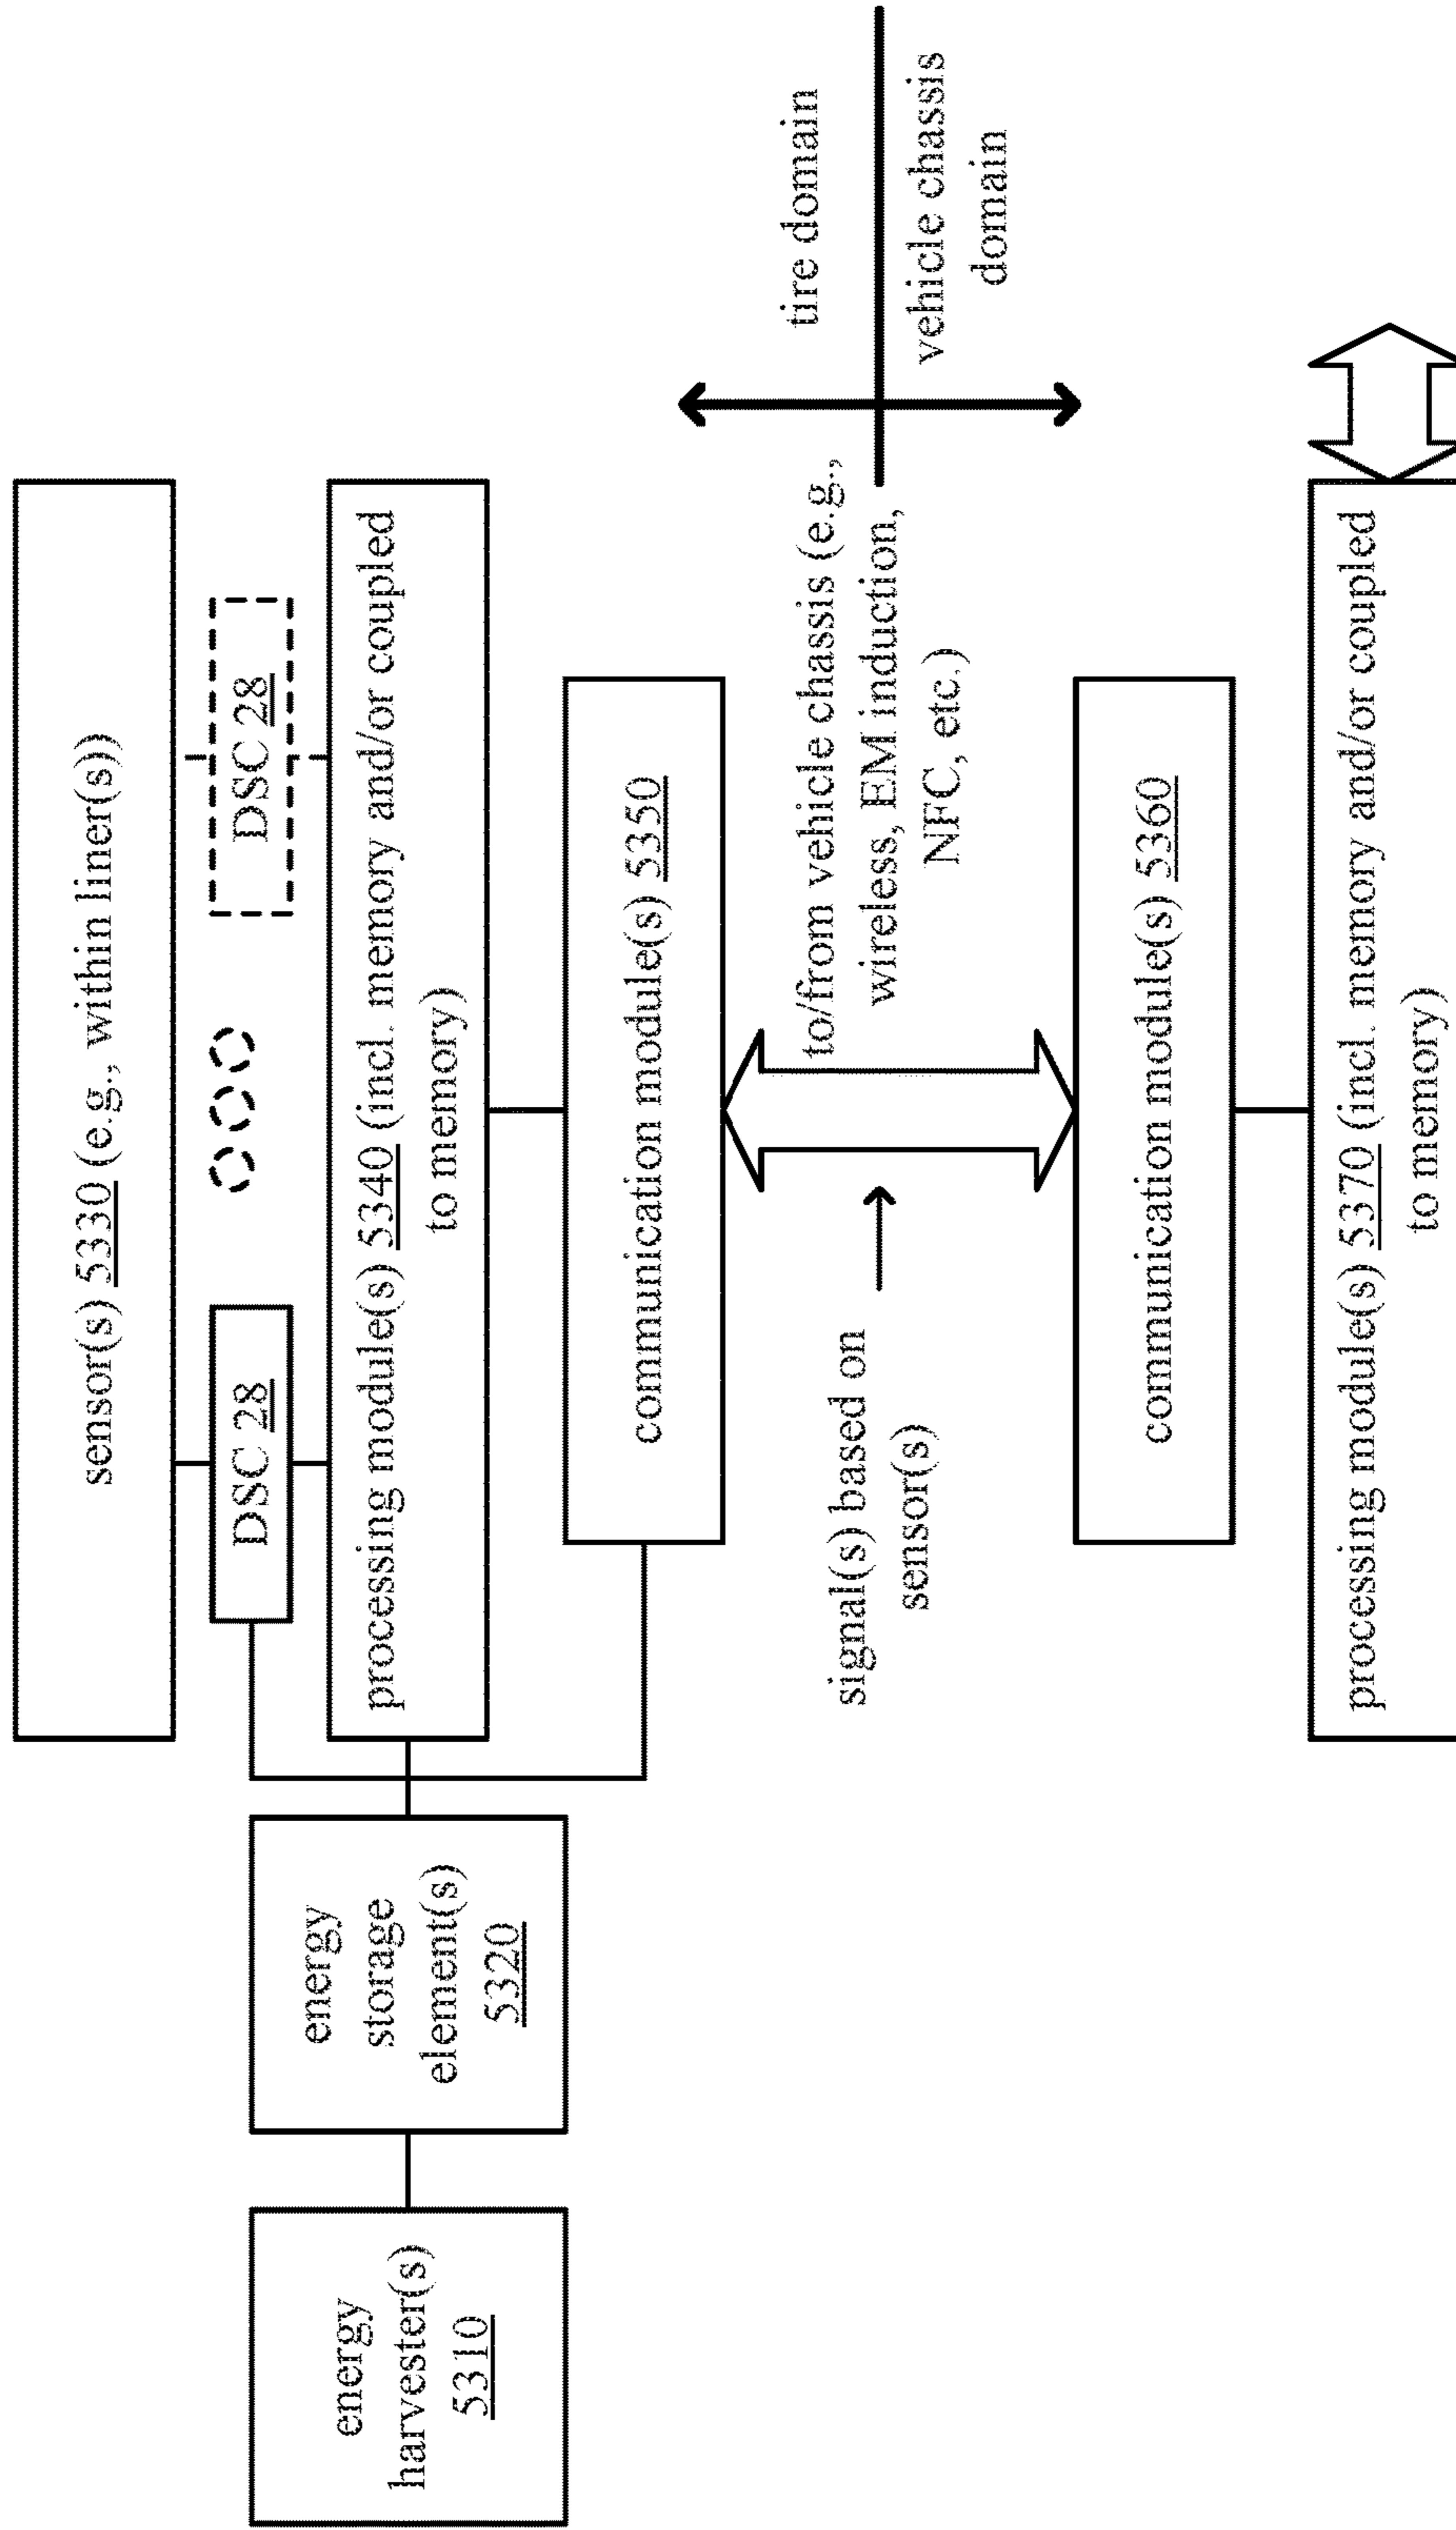 sensor(s) 5330 (e.g., within liner(s))
DSC 28
DSC 28
energy
harvester(s)
5310
energy
storage
element(s)
5320
processing module(s) 5340 (incl. memory and/or coupled
to memory)
communication module(s) 5350
signal(s) based on
sensor(s)
to/from vehicle chassis (e.g.,
wireless, EM induction,
NFC, etc.)
tire domain
vehicle chassis
domain
communication module(s) 5360
processing module(s) 5370 (incl. memory and/or coupled
to memory)